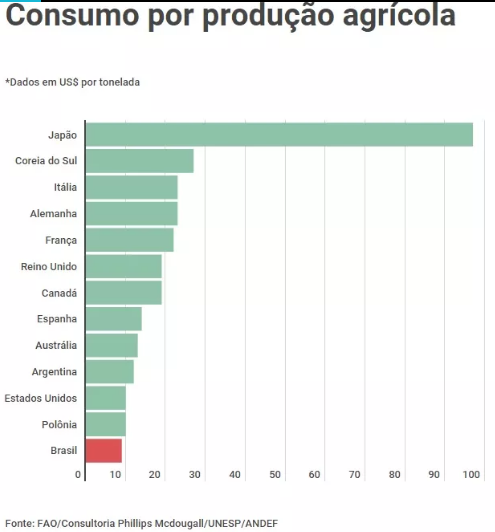 Consumo por produção agrícola
*Dados em US$ por tonelada
Japão
Coreia do Sul
Itália
Alemanha
França
Reino Unido
Canadá
Espanha
Austrália
Argentina
Estados Unidos
Polônia
Brasil
0 10 20 30 40 50 60 70 80 90 100
Fonte: FAO/Consultoria Phillips Mcdougall/UNESP/ANDEF